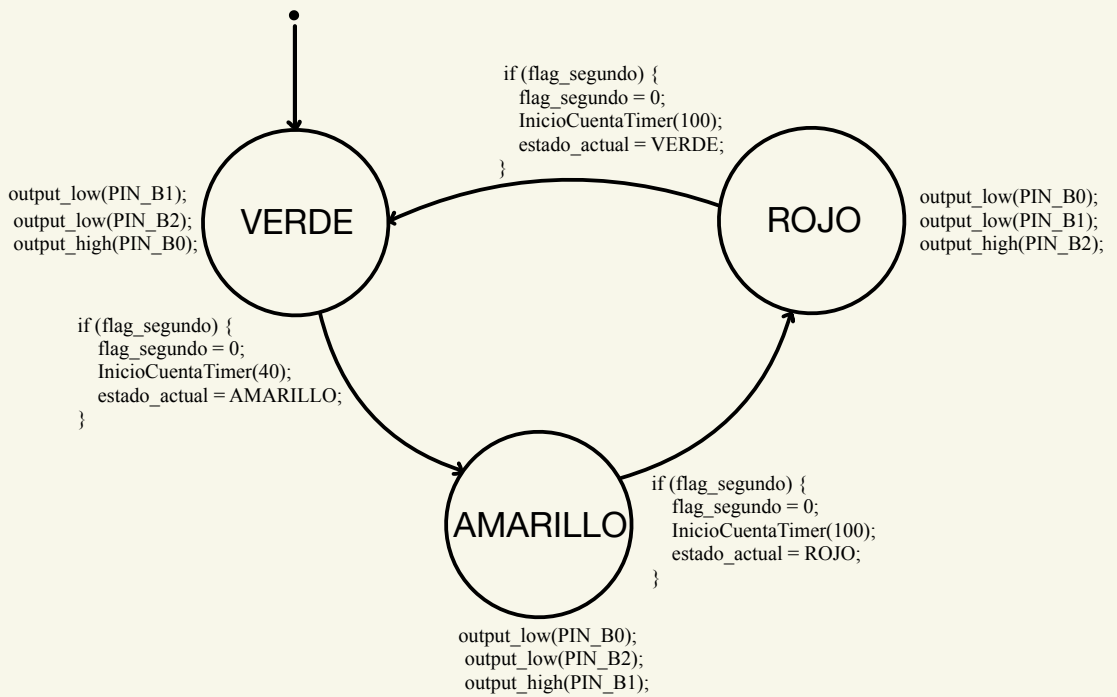 if (flag_segundo) {
flag_segundo = 0;
InicioCuentaTimer(100);
estado_actual = VERDE;
}
output_low(PIN_B1);
output_low(PIN_B2);
output_high(PIN_B0);
VERDE
ROJO
output_low(PIN_B0);
output_low(PIN_B1);
output_high(PIN_B2);
if (flag_segundo) {
flag_segundo = 0;
InicioCuentaTimer(40);
estado_actual = AMARILLO;
}
AMARILLO
if (flag_segundo) {
flag_segundo = 0;
InicioCuentaTimer(100);
estado_actual = ROJO;
}
output_low(PIN_B0);
output_low(PIN_B2);
output_high(PIN_B1);